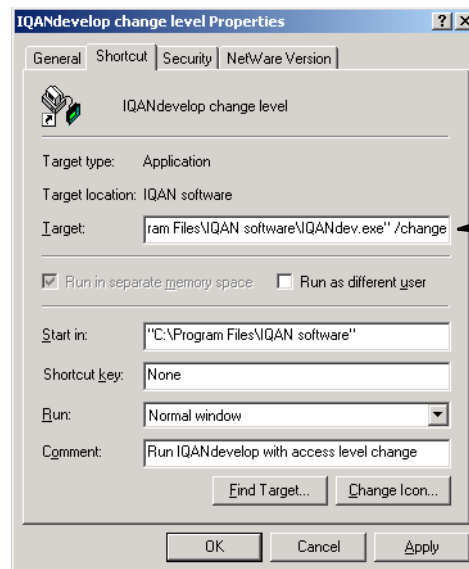 IQANdevelop change level Properties
General Shortcut Security NetWare Version
IQANdevelop change level
Target type: Application
Target location: IQAN software
Target: ram Files\IQAN software\IQANdev.exe" /change
Run in separate memory space Run as different user
Start in: "C:\Program Files\IQAN software"
Shortcut key: None
Run: Normal window
Comment: Run IQANdevelop with access level change
Find Target... Change Icon...
OK Cancel Apply